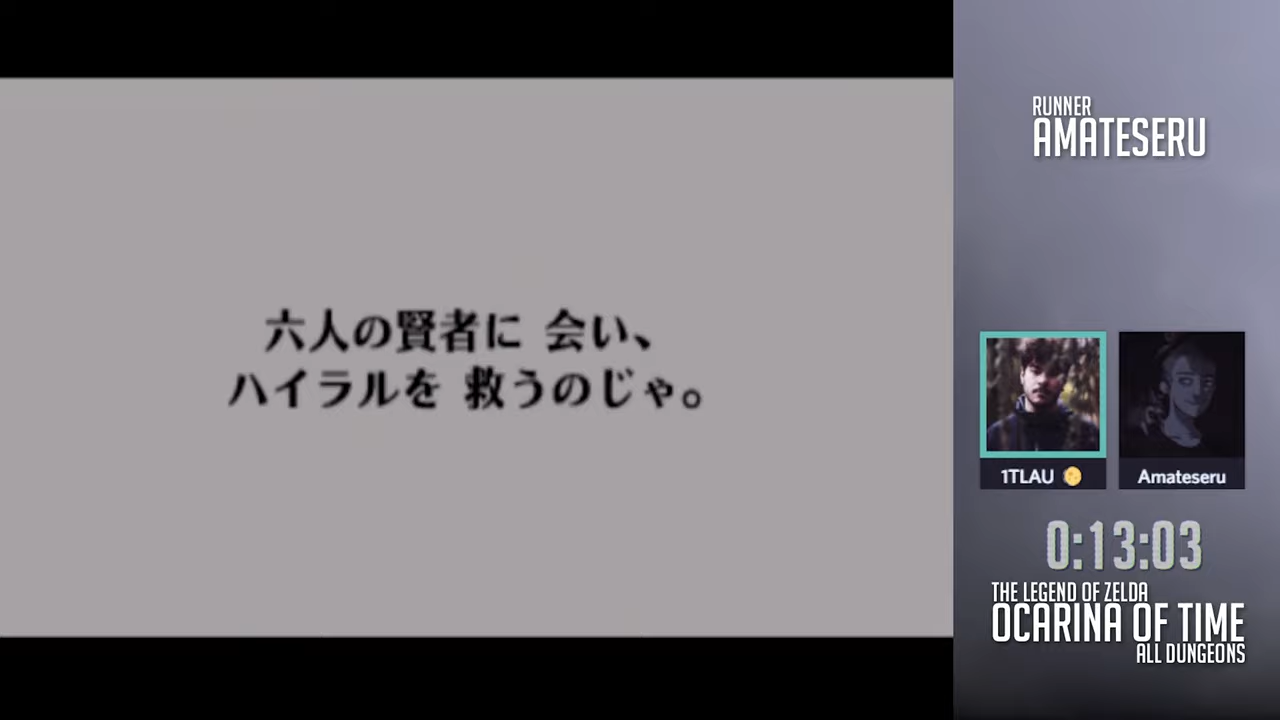 六人の賢者に 会い、
ハイラルを 救うのじゃ。
RUNNER
AMATESERU
1TLAU
Amateseru
0:13:03
THE LEGEND OF ZELDA
OCARINA OF TIME
ALL DUNGEONS